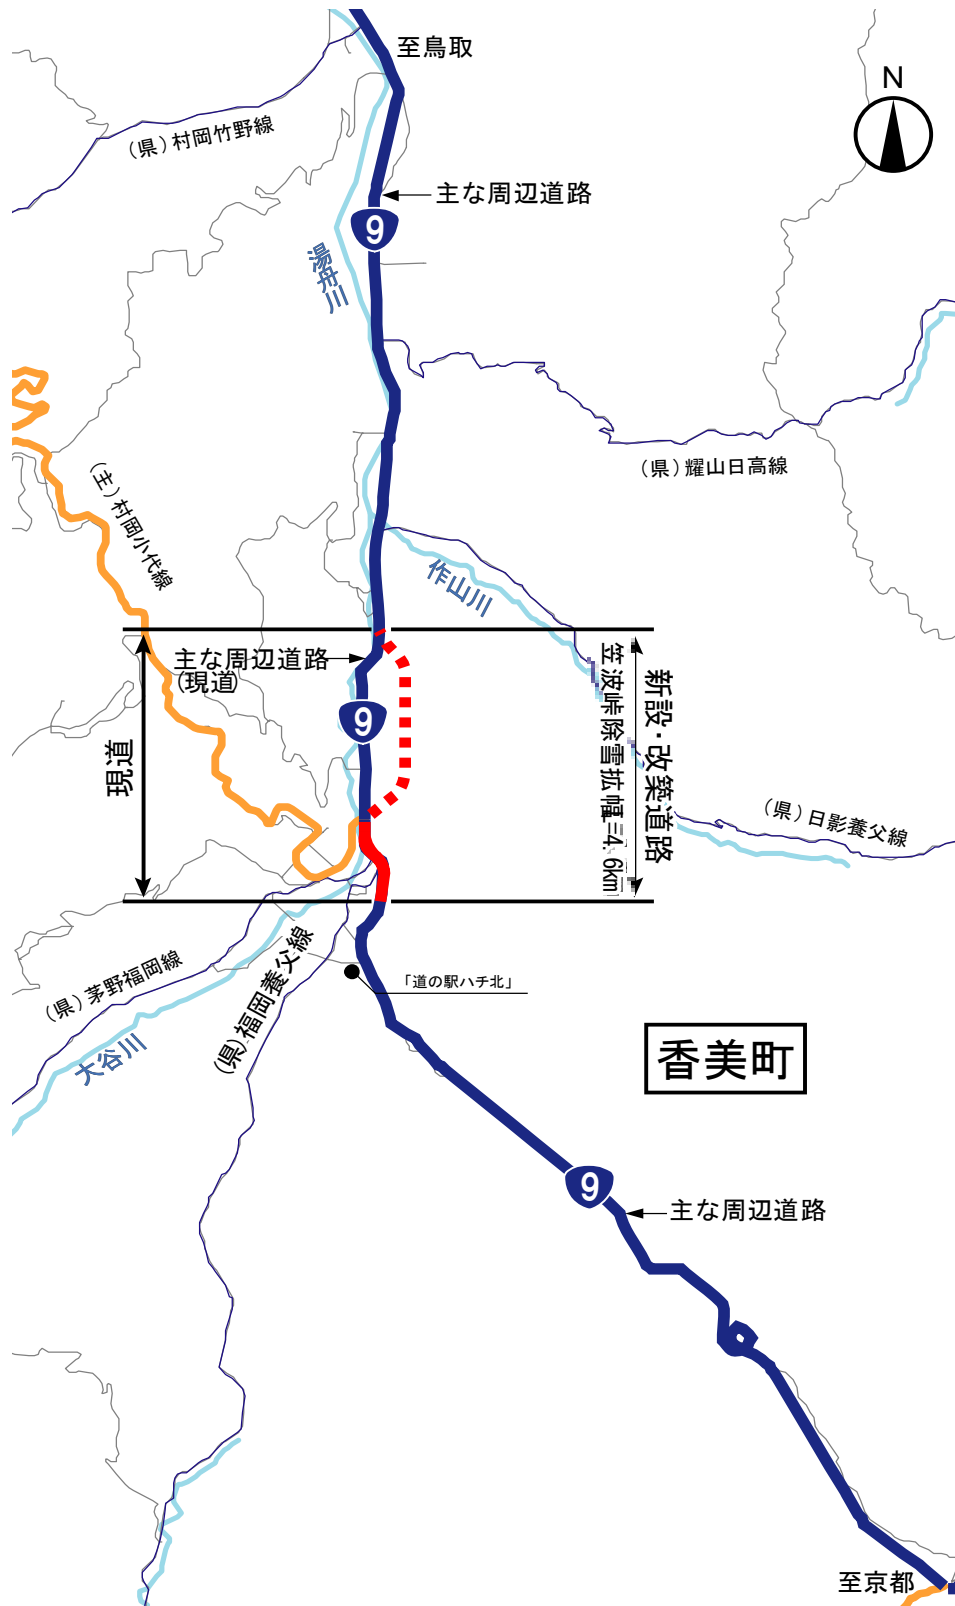 至鳥取
N
(県)村岡竹野線
主な周辺道路
9
湯舟川
(県)耀山日高線
(主)村岡小代線
作山川
主な周辺道路
(現道)
9
現道
笠波峠除雪拡幅=4.6km
新設・改築道路
(県)日影養父線
(県)茅野福岡線
(県)福岡養父線
大谷川
「道の駅ハチ北」
香美町
9
主な周辺道路
至京都